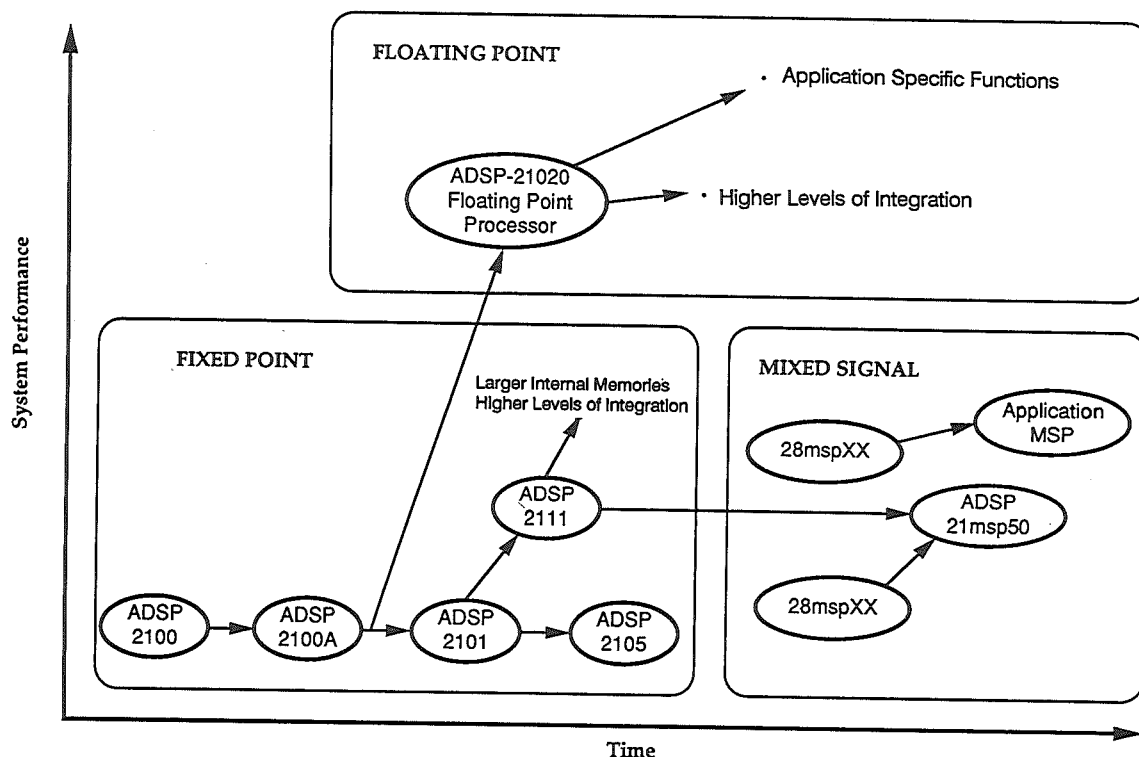 FLOATING POINT
· Application Specific Functions
ADSP-21020
Floating Point
Processor
· Higher Levels of Integration
System Performance
FIXED POINT
Larger Internal Memories
Higher Levels of Integration
ADSP
2111
ADSP
2100
ADSP
2100A
ADSP
2101
ADSP
2105
MIXED SIGNAL
28mspXX
Application
MSP
ADSP
21msp50
28mspXX
Time